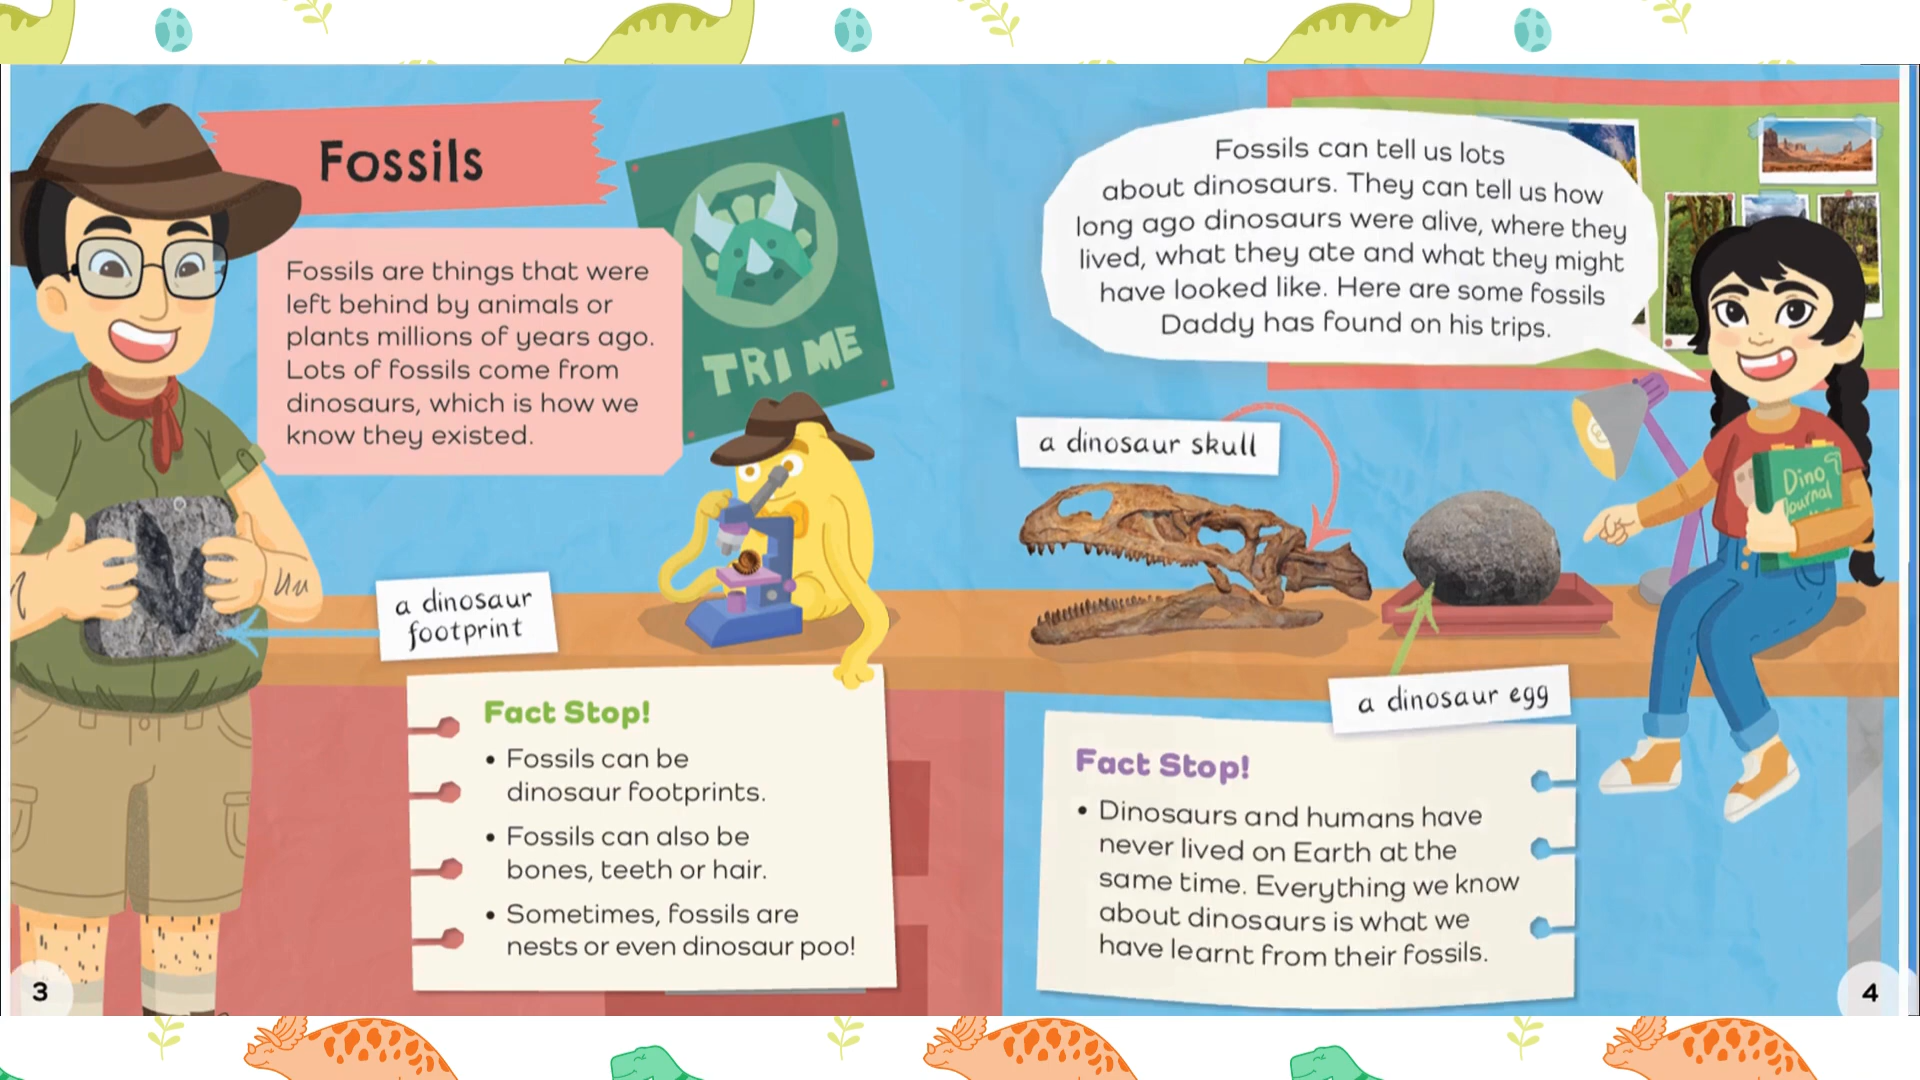 Fossils
Fossils are things that were
left behind by animals or
plants millions of years ago.
Lots of fossils come from
dinosaurs, which is how we
know they existed.
TRI ME
a dinosaur
footprint
Fact Stop!
• Fossils can be
dinosaur footprints.
• Fossils can also be
bones, teeth or hair.
• Sometimes, fossils are
nests or even dinosaur poo!
3
Fossils can tell us lots
about dinosaurs. They can tell us how
long ago dinosaurs were alive, where they
lived, what they ate and what they might
have looked like. Here are some fossils
Daddy has found on his trips.
a dinosaur skull
Dino
Journal
a dinosaur egg
Fact Stop!
• Dinosaurs and humans have
never lived on Earth at the
same time. Everything we know
about dinosaurs is what we
have learnt from their fossils.
4